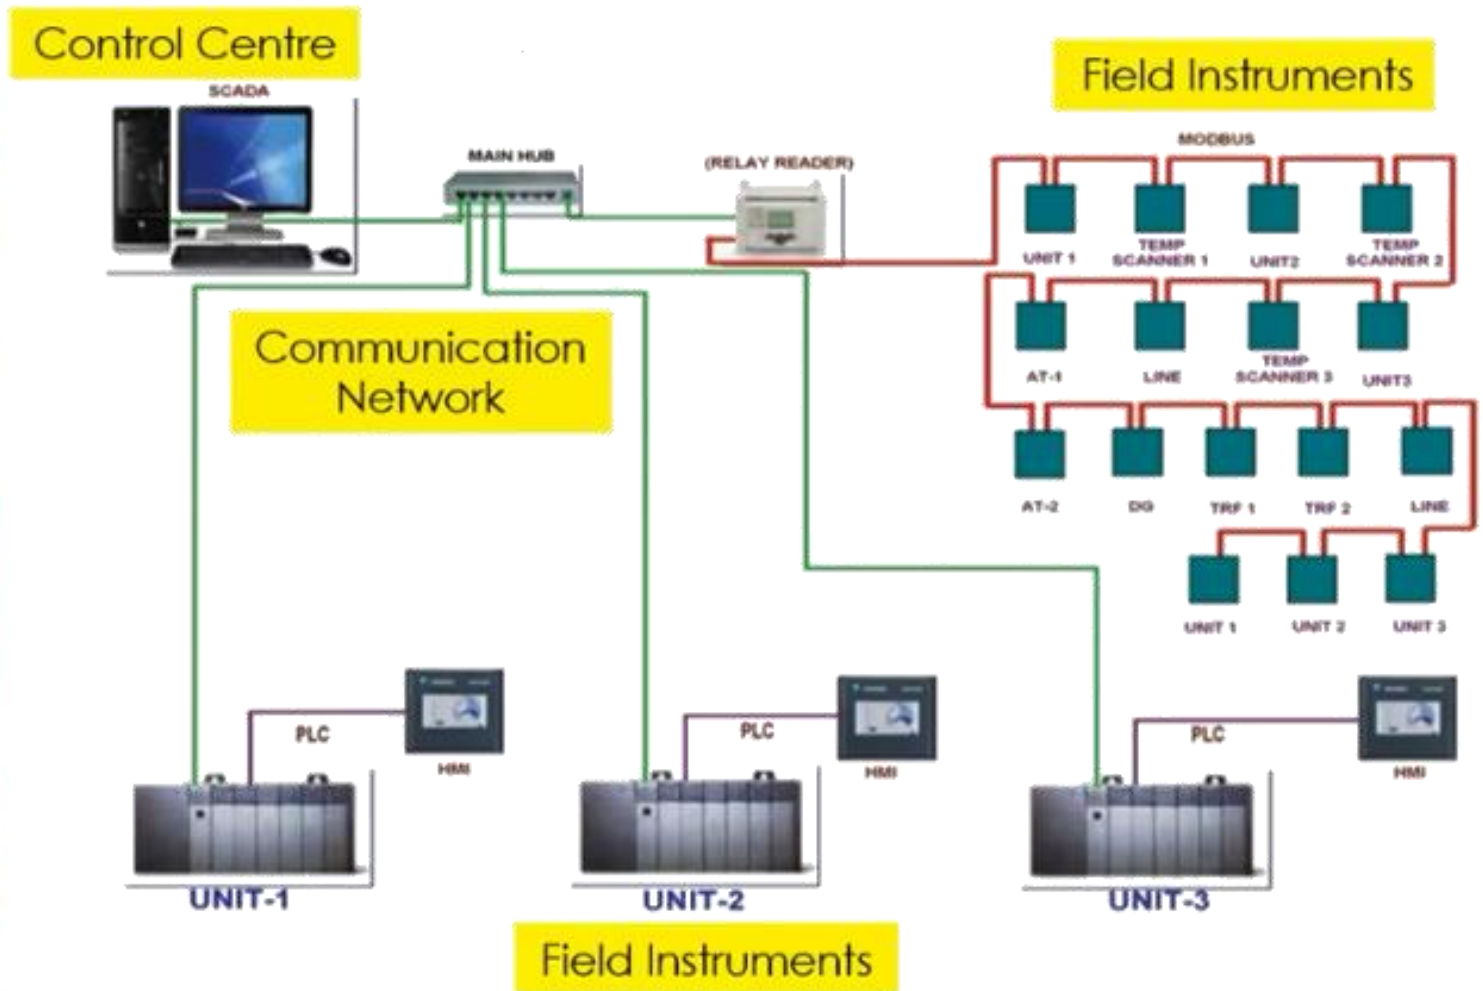 Control Centre
SCADA
MAIN HUB
(RELAY READER)
Field Instruments
MODBUS
UNIT 1
TEMP
SCANNER 1
UNIT2
TEMP
SCANNER 2
AT-1
LINE
TEMP
SCANNER 3
UNIT3
AT-2
DG
TRF 1
TRF 2
LINE
UNIT 1
UNIT 2
UNIT 3
Communication
Network
PLC
HMI
UNIT-1
PLC
HMI
UNIT-2
PLC
HMI
UNIT-3
Field Instruments